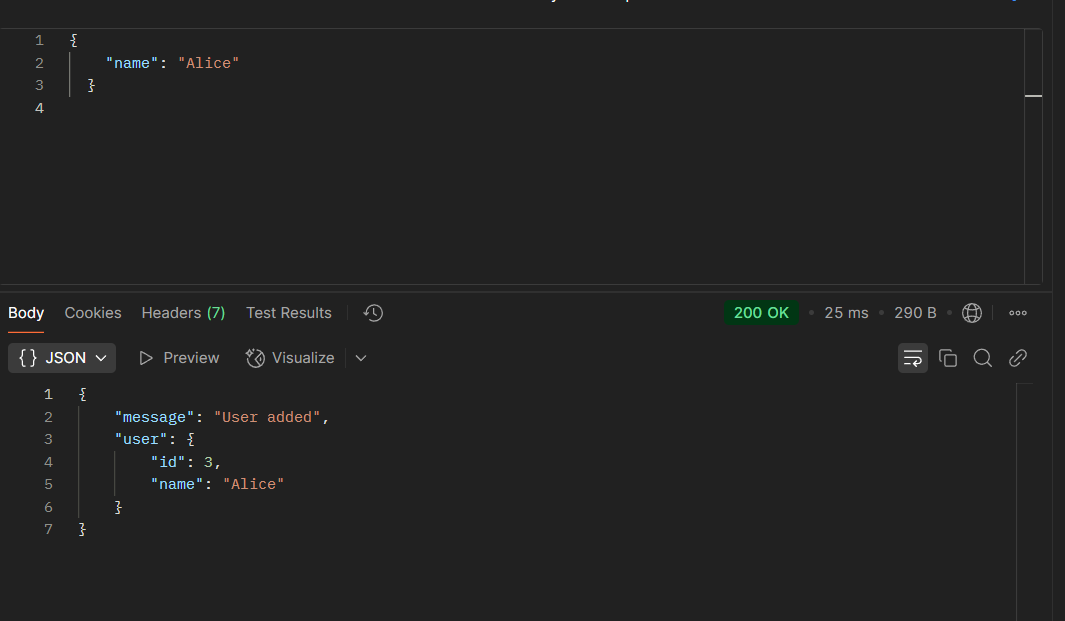 1 {
2 "name": "Alice"
3 }
4
Body Cookies Headers (7) Test Results 200 OK • 25 ms • 290 B •
{} JSON Preview Visualize
1 {
2 "message": "User added",
3 "user": {
4 "id": 3,
5 "name": "Alice"
6 }
7 }